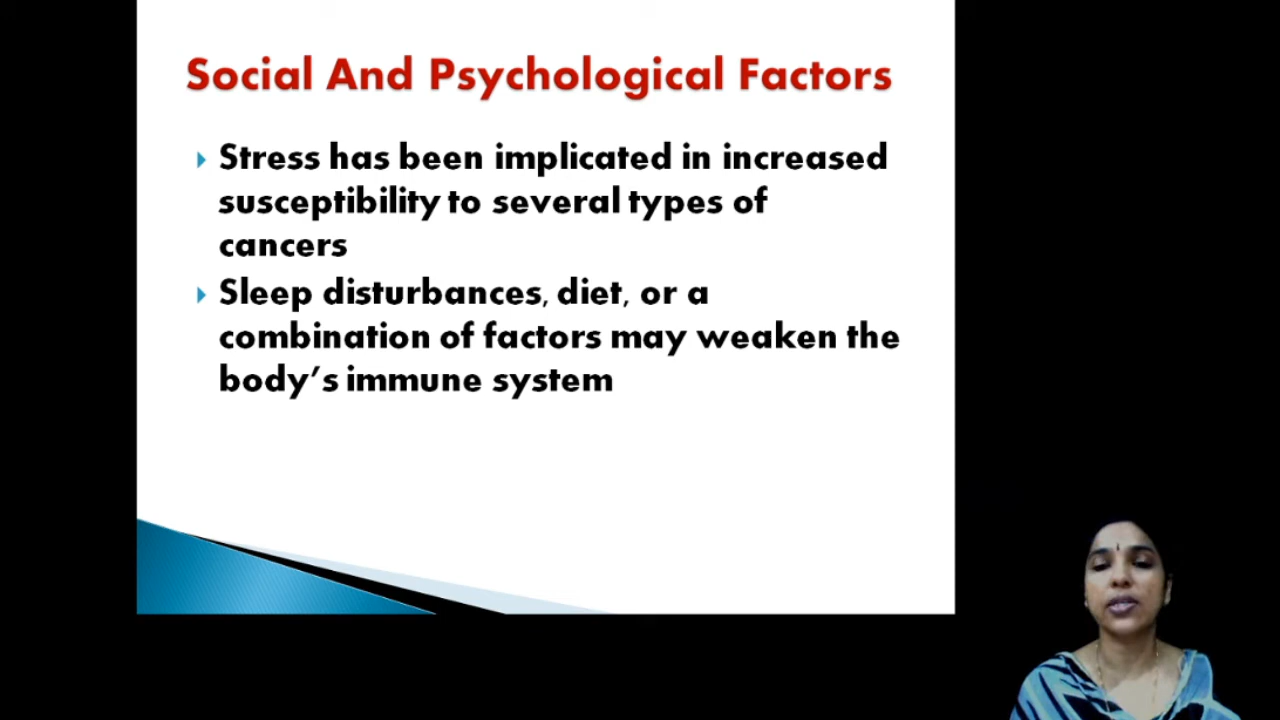 Social And Psychological Factors
Stress has been implicated in increased
susceptibility to several types of
cancers
Sleep disturbances, diet, or a
combination of factors may weaken the
body’s immune system